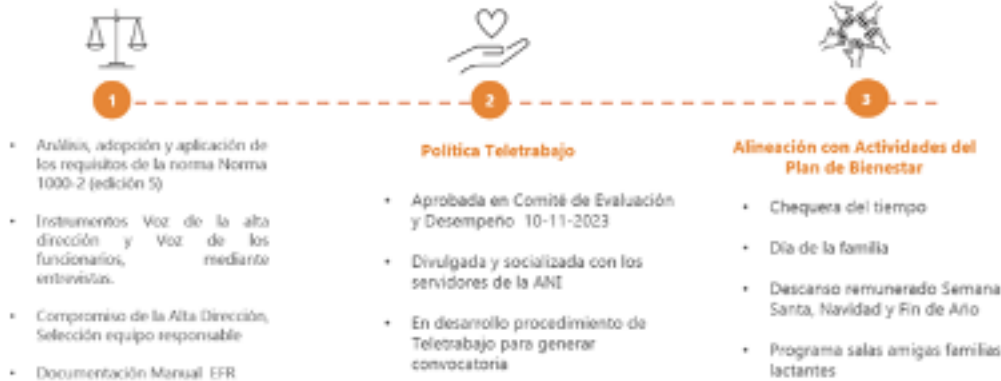 1
• Análisis, adopción y aplicación de
los requisitos de la norma Norma
1000-2 (edición 5)
• Instrumentos Voz de la alta
dirección y Voz de los
funcionarios, mediante
entrevistas.
• Compromiso de la Alta Dirección,
Selección equipo responsable
• Documentación Manual EFR
2
Política Teletrabajo
• Aprobada en Comité de Evaluación
y Desempeño 10-11-2023
• Divulgada y socializada con los
servidores de la ANI
• En desarrollo procedimiento de
Teletrabajo para generar
convocatoria
3
Alineación con Actividades del
Plan de Bienestar
• Chequera del tiempo
• Día de la familia
• Descanso remunerado Semana
Santa, Navidad y Fin de Año
• Programa salas amigas familias
lactantes